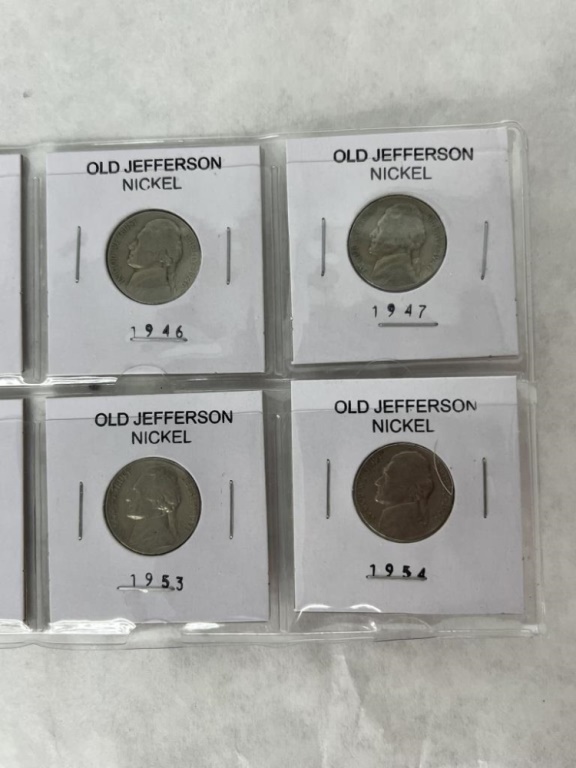 OLD JEFFERSON
NICKEL
1946
OLD JEFFERSON
NICKEL
1947
OLD JEFFERSON
NICKEL
1953
OLD JEFFERSON
NICKEL
1954